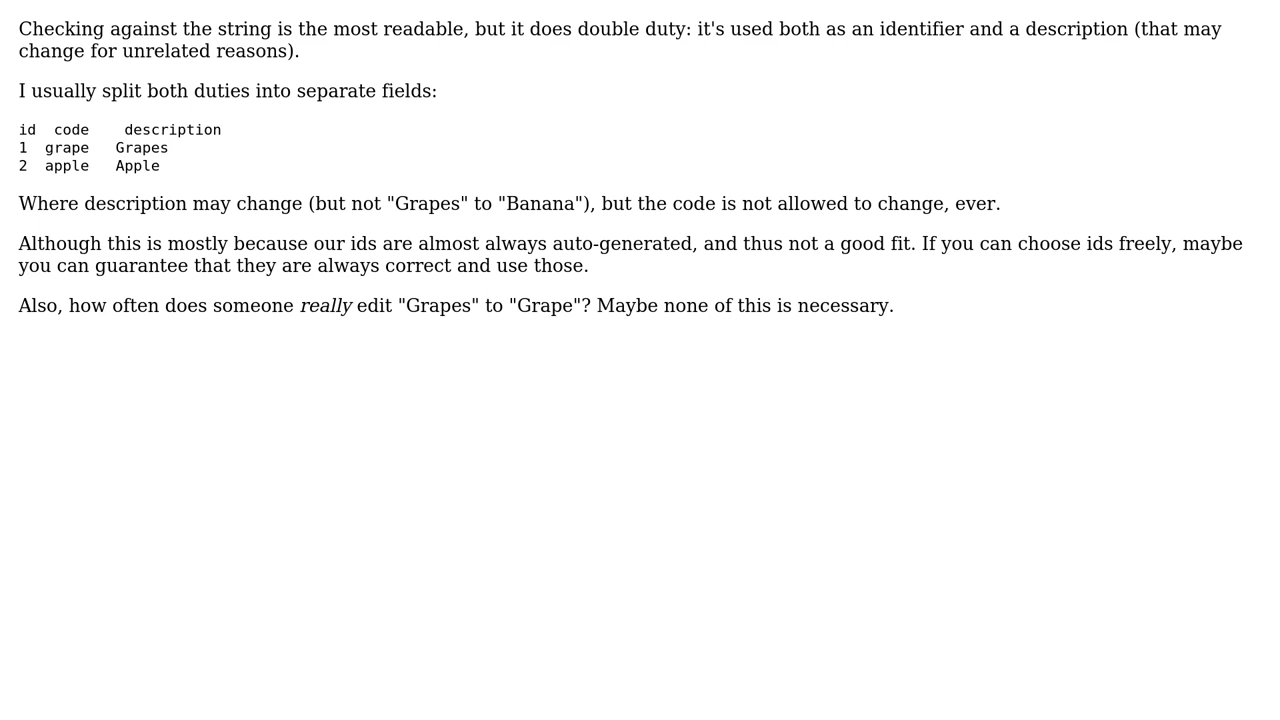 Checking against the string is the most readable, but it does double duty: it's used both as an identifier and a description (that may
change for unrelated reasons).
I usually split both duties into separate fields:
id  code    description
1  grape   Grapes
2  apple   Apple
Where description may change (but not "Grapes" to "Banana"), but the code is not allowed to change, ever.
Although this is mostly because our ids are almost always auto-generated, and thus not a good fit. If you can choose ids freely, maybe
you can guarantee that they are always correct and use those.
Also, how often does someone really edit "Grapes" to "Grape"? Maybe none of this is necessary.